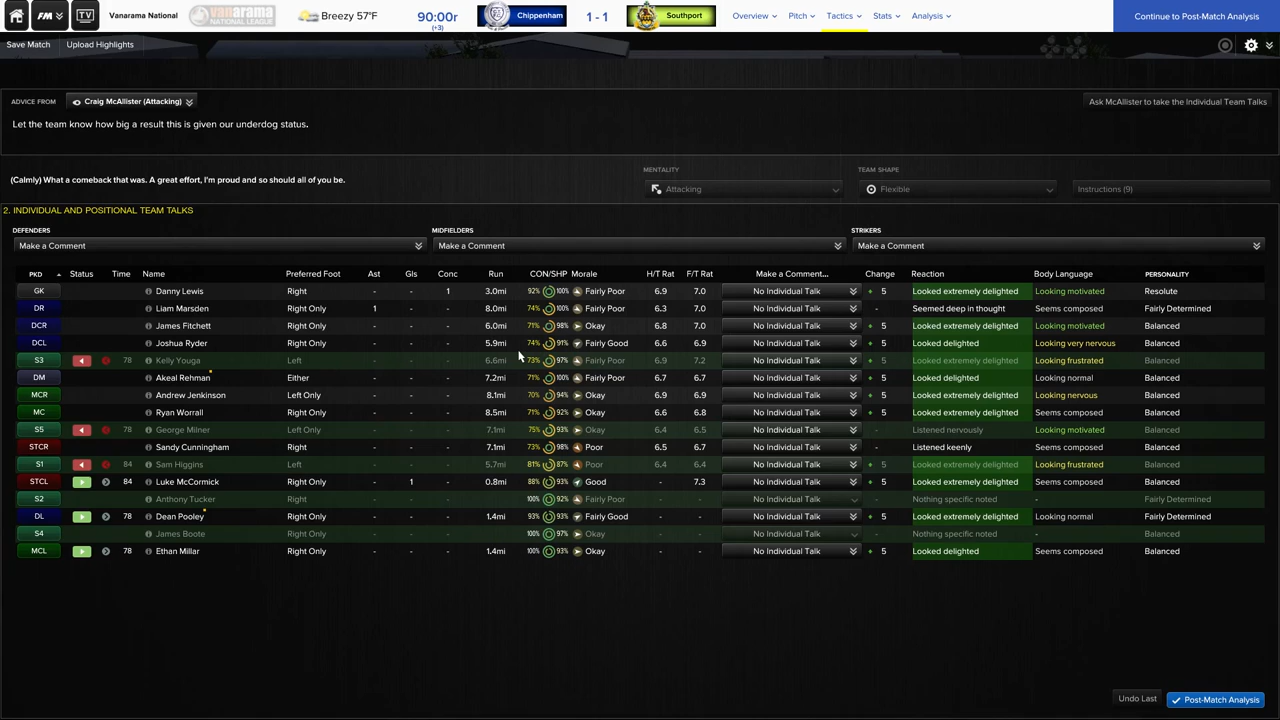 FM TV Vanarama National vanarama NATIONAL LEAGUE Breezy 57°F 90:00r (+3) Chippenham 1 - 1 Southport Overview Pitch Tactics Stats Analysis Continue to Post-Match Analysis
Save Match Upload Highlights
ADVICE FROM Craig McAllister (Attacking) Ask McAllister to take the Individual Team Talks
Let the team know how big a result this is given our underdog status.
MENTALITY TEAM SHAPE
(Calmly) What a comeback that was. A great effort, I'm proud and so should all of you be.
Attacking Flexible Instructions (9)
2. INDIVIDUAL AND POSITIONAL TEAM TALKS
DEFENDERS MIDFIELDERS STRIKERS
Make a Comment Make a Comment Make a Comment
PKD Status Time Name Preferred Foot Ast Gls Conc Run CON/SHP Morale H/T Rat F/T Rat Make a Comment... Change Reaction Body Language PERSONALITY
GK Danny Lewis Right - - 1 3.0mi 92% 100% Fairly Poor 6.9 7.0 No Individual Talk 5 Looked extremely delighted Looking motivated Resolute
DR Liam Marsden Right Only 1 - - 8.0mi 74% 100% Fairly Poor 6.3 7.0 No Individual Talk - Seemed deep in thought Seems composed Fairly Determined
DCR James Fitchett Right Only - - - 6.0mi 71% 98% Okay 6.8 7.0 No Individual Talk 5 Looked extremely delighted Looking motivated Balanced
DCL Joshua Ryder Right Only - - - 5.9mi 74% 91% Fairly Good 6.6 6.9 No Individual Talk 5 Looked delighted Looking very nervous Balanced
S3 78 Kelly Youga Left - - - 6.6mi 73% 97% Fairly Poor 6.9 7.2 No Individual Talk 5 Looked extremely delighted Looking frustrated Balanced
DM Akeal Rehman Either - - - 7.2mi 71% 100% Fairly Poor 6.7 6.7 No Individual Talk 5 Looked delighted Looking normal Balanced
MCR Andrew Jenkinson Left Only - - - 8.1mi 70% 94% Okay 6.9 6.9 No Individual Talk 5 Looked extremely delighted Looking nervous Balanced
MC Ryan Worrall Right Only - - - 8.5mi 71% 92% Okay 6.6 6.8 No Individual Talk 5 Looked extremely delighted Seems composed Balanced
S5 78 George Milner Left Only - - - 7.1mi 75% 93% Okay 6.4 6.5 No Individual Talk - Listened nervously Looking motivated Balanced
STCR Sandy Cunningham Right - - - 7.1mi 73% 98% Poor 6.5 6.7 No Individual Talk - Listened keenly Seems composed Balanced
S1 84 Sam Higgins Left - - - 5.7mi 81% 87% Poor 6.4 6.4 No Individual Talk 5 Looked extremely delighted Looking frustrated Balanced
STCL 84 Luke McCormick Right Only - 1 - 0.8mi 88% 93% Good - 7.3 No Individual Talk 5 Looked extremely delighted Seems composed Balanced
S2 Anthony Tucker Right - - - 100% 92% Fairly Poor - - No Individual Talk - Nothing specific noted - Fairly Determined
DL 78 Dean Pooley Right Only - - - 1.4mi 93% 93% Fairly Good - - No Individual Talk 5 Looked extremely delighted Looking normal Fairly Determined
S4 James Boote Right Only - - - 100% 97% Okay - - No Individual Talk - Nothing specific noted - Balanced
MCL 78 Ethan Millar Right Only - - - 1.4mi 100% 93% Okay - - No Individual Talk 5 Looked delighted Seems composed Balanced
Undo Last Post-Match Analysis